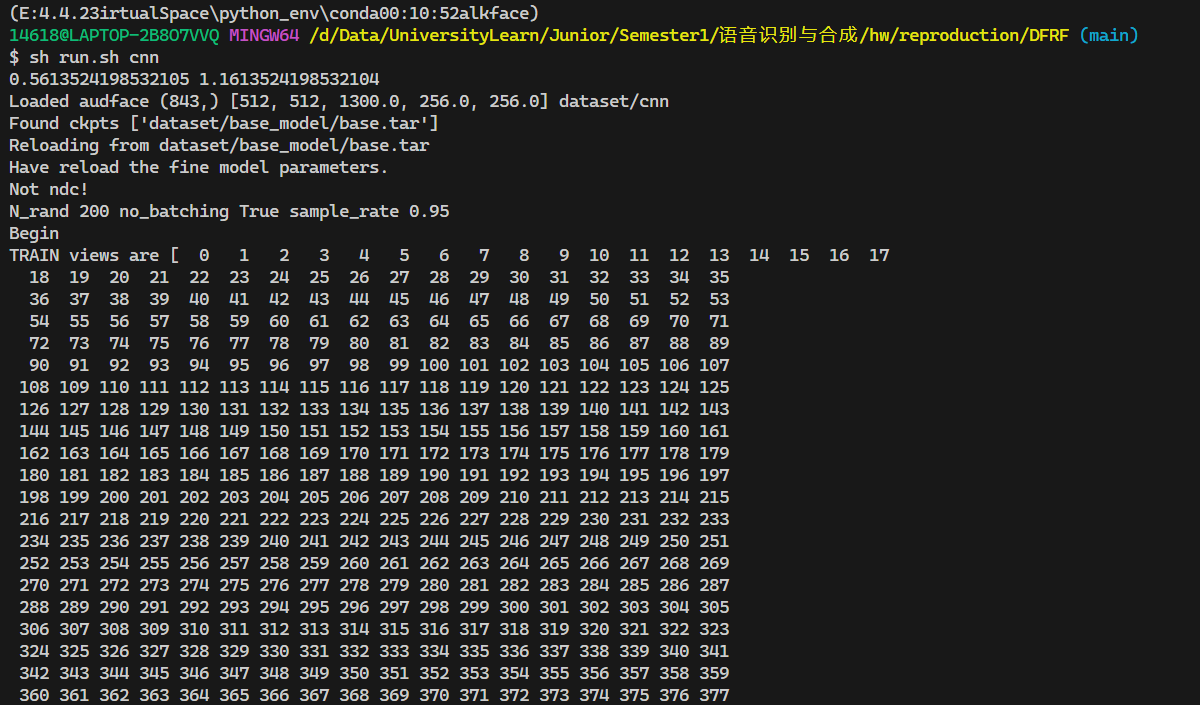 (E:4.4.23irtualSpace\python_env\conda00:10:52alkface)
14618@LAPTOP-2B8O7VVQ MINGW64 /d/Data/UniversityLearn/Junior/Semester1/语音识别与合成/hw/reproduction/DFRF (main)
$ sh run.sh cnn
0.5613524198532105 1.1613524198532104
Loaded audface (843,) [512, 512, 1300.0, 256.0, 256.0] dataset/cnn
Found ckpts ['dataset/base_model/base.tar']
Reloading from dataset/base_model/base.tar
Have reload the fine model parameters.
Not ndc!
N_rand 200 no_batching True sample_rate 0.95
Begin
TRAIN views are [  0   1   2   3   4   5   6   7   8   9  10  11  12  13  14  15  16  17
  18  19  20  21  22  23  24  25  26  27  28  29  30  31  32  33  34  35
  36  37  38  39  40  41  42  43  44  45  46  47  48  49  50  51  52  53
  54  55  56  57  58  59  60  61  62  63  64  65  66  67  68  69  70  71
  72  73  74  75  76  77  78  79  80  81  82  83  84  85  86  87  88  89
  90  91  92  93  94  95  96  97  98  99 100 101 102 103 104 105 106 107
 108 109 110 111 112 113 114 115 116 117 118 119 120 121 122 123 124 125
 126 127 128 129 130 131 132 133 134 135 136 137 138 139 140 141 142 143
 144 145 146 147 148 149 150 151 152 153 154 155 156 157 158 159 160 161
 162 163 164 165 166 167 168 169 170 171 172 173 174 175 176 177 178 179
 180 181 182 183 184 185 186 187 188 189 190 191 192 193 194 195 196 197
 198 199 200 201 202 203 204 205 206 207 208 209 210 211 212 213 214 215
 216 217 218 219 220 221 222 223 224 225 226 227 228 229 230 231 232 233
 234 235 236 237 238 239 240 241 242 243 244 245 246 247 248 249 250 251
 252 253 254 255 256 257 258 259 260 261 262 263 264 265 266 267 268 269
 270 271 272 273 274 275 276 277 278 279 280 281 282 283 284 285 286 287
 288 289 290 291 292 293 294 295 296 297 298 299 300 301 302 303 304 305
 306 307 308 309 310 311 312 313 314 315 316 317 318 319 320 321 322 323
 324 325 326 327 328 329 330 331 332 333 334 335 336 337 338 339 340 341
 342 343 344 345 346 347 348 349 350 351 352 353 354 355 356 357 358 359
 360 361 362 363 364 365 366 367 368 369 370 371 372 373 374 375 376 377